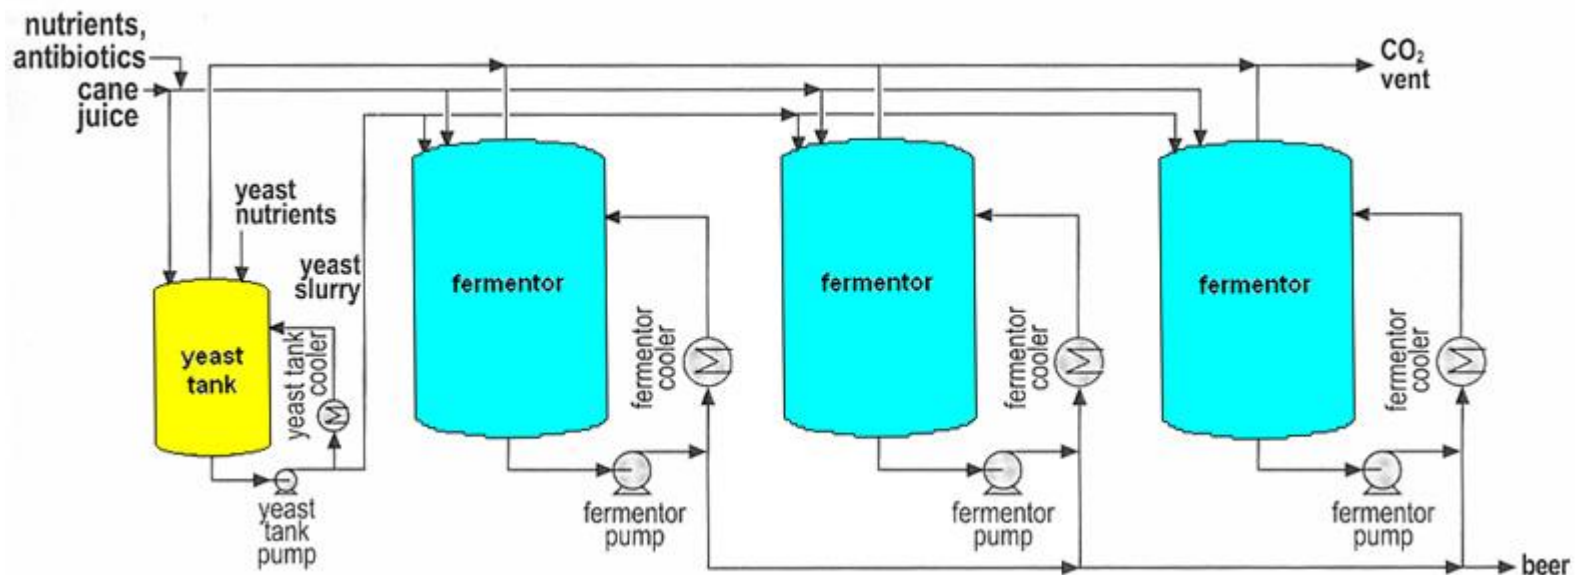 nutrients,
antibiotics
cane
juice
CO₂
vent
yeast
nutrients
yeast
slurry
yeast
tank
yeast tank
cooler
yeast
tank
pump
fermentor
fermentor
cooler
fermentor
pump
fermentor
fermentor
cooler
fermentor
pump
fermentor
fermentor
cooler
fermentor
pump
beer